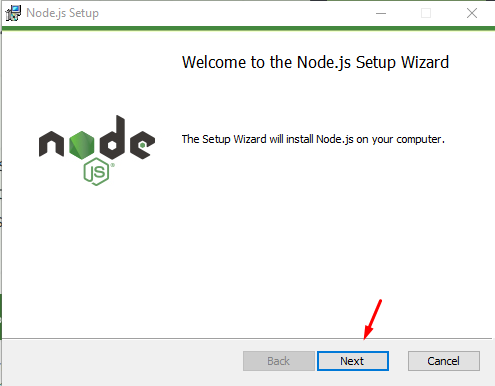 Node.js Setup
Welcome to the Node.js Setup Wizard
The Setup Wizard will install Node.js on your computer.
node
JS
Back
Next
Cancel